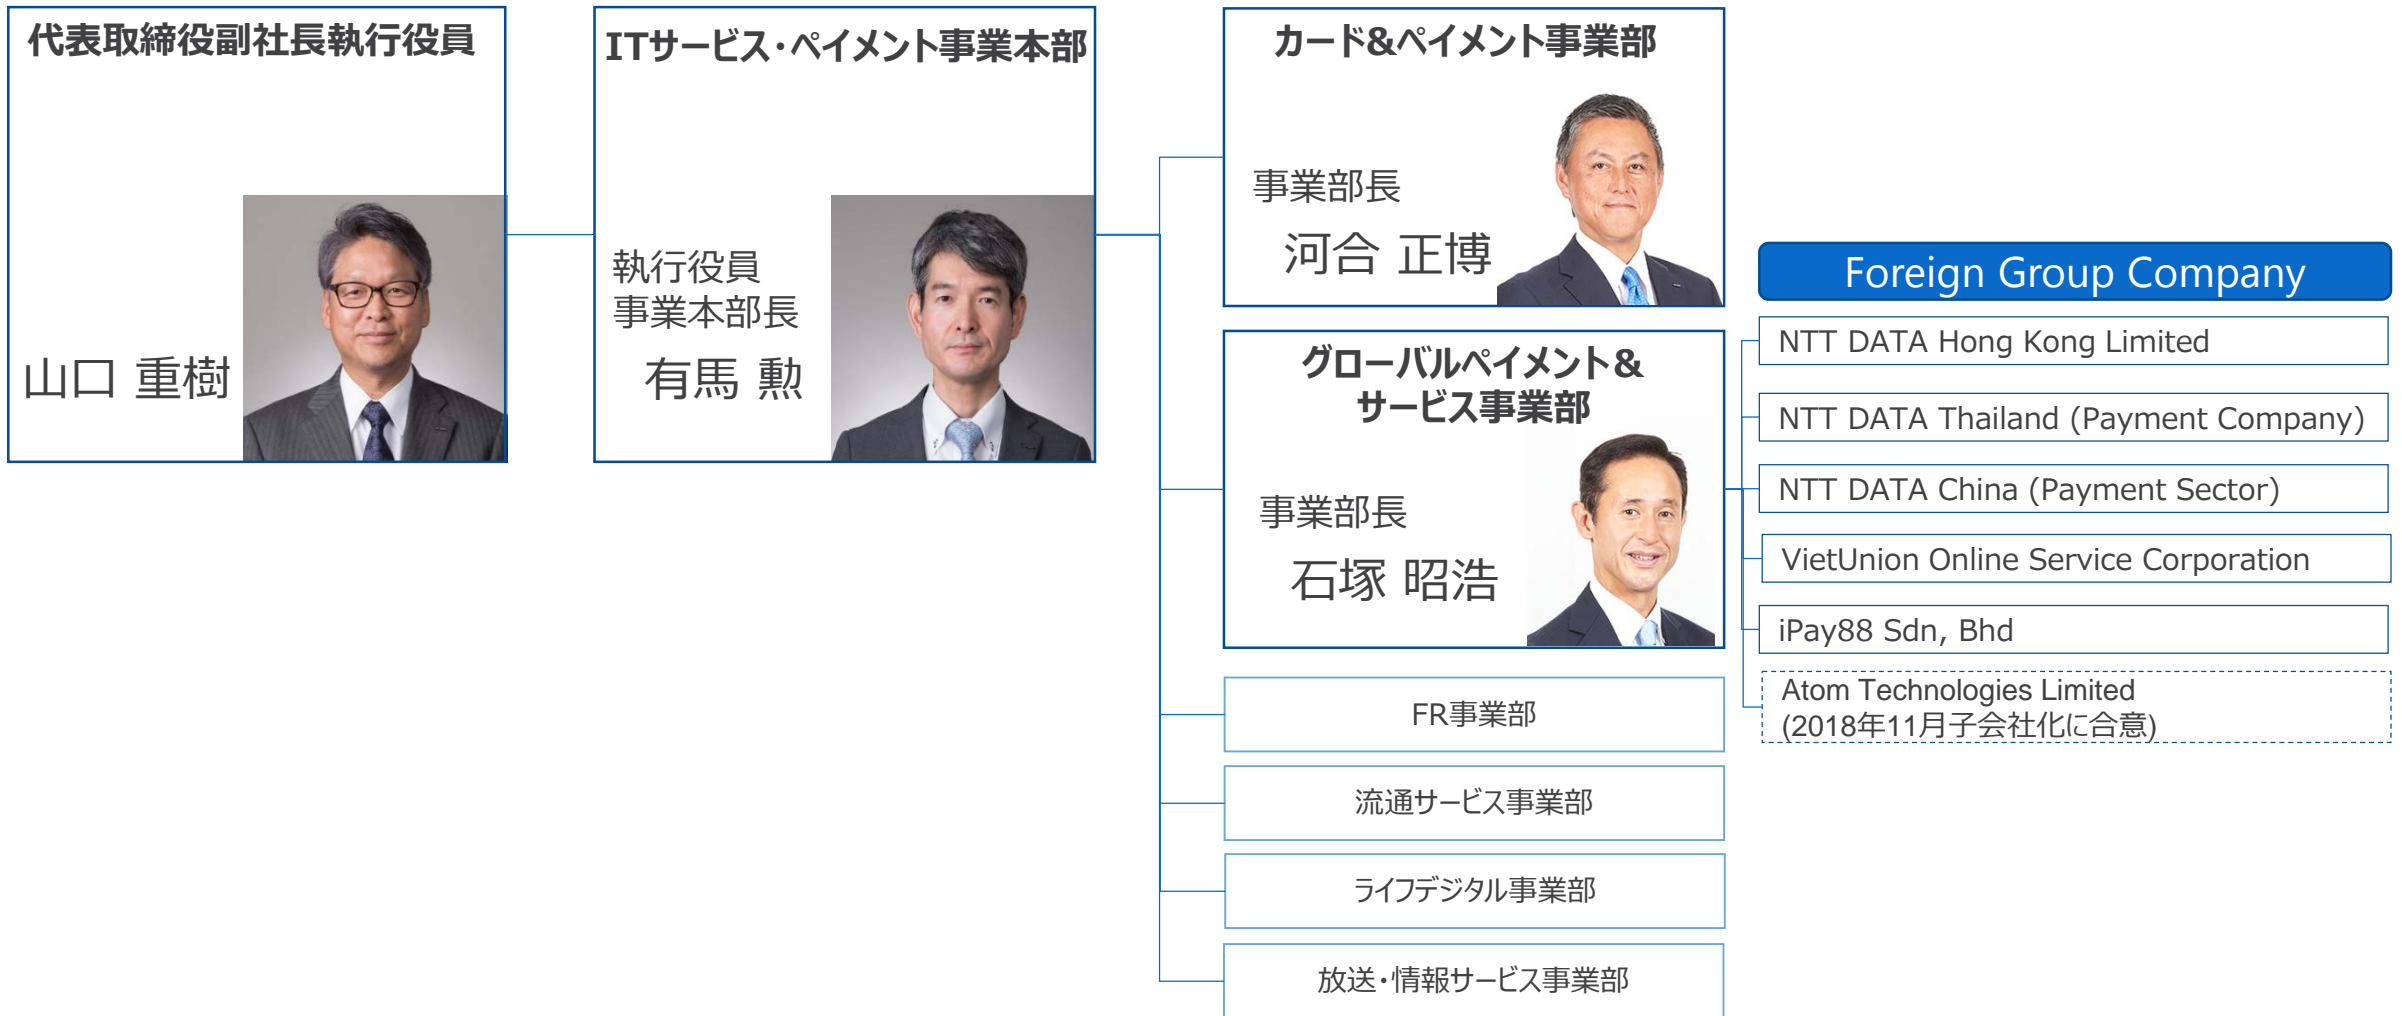 代表取締役副社長執行役員
山口 重樹
ITサービス・ペイメント事業本部
執行役員
事業本部長
有馬 勲
カード&ペイメント事業部
事業部長
河合 正博
グローバルペイメント&
サービス事業部
事業部長
石塚 昭浩
FR事業部
流通サービス事業部
ライフデジタル事業部
放送・情報サービス事業部
Foreign Group Company
NTT DATA Hong Kong Limited
NTT DATA Thailand (Payment Company)
NTT DATA China (Payment Sector)
VietUnion Online Service Corporation
iPay88 Sdn, Bhd
Atom Technologies Limited
(2018年11月子会社化に合意)